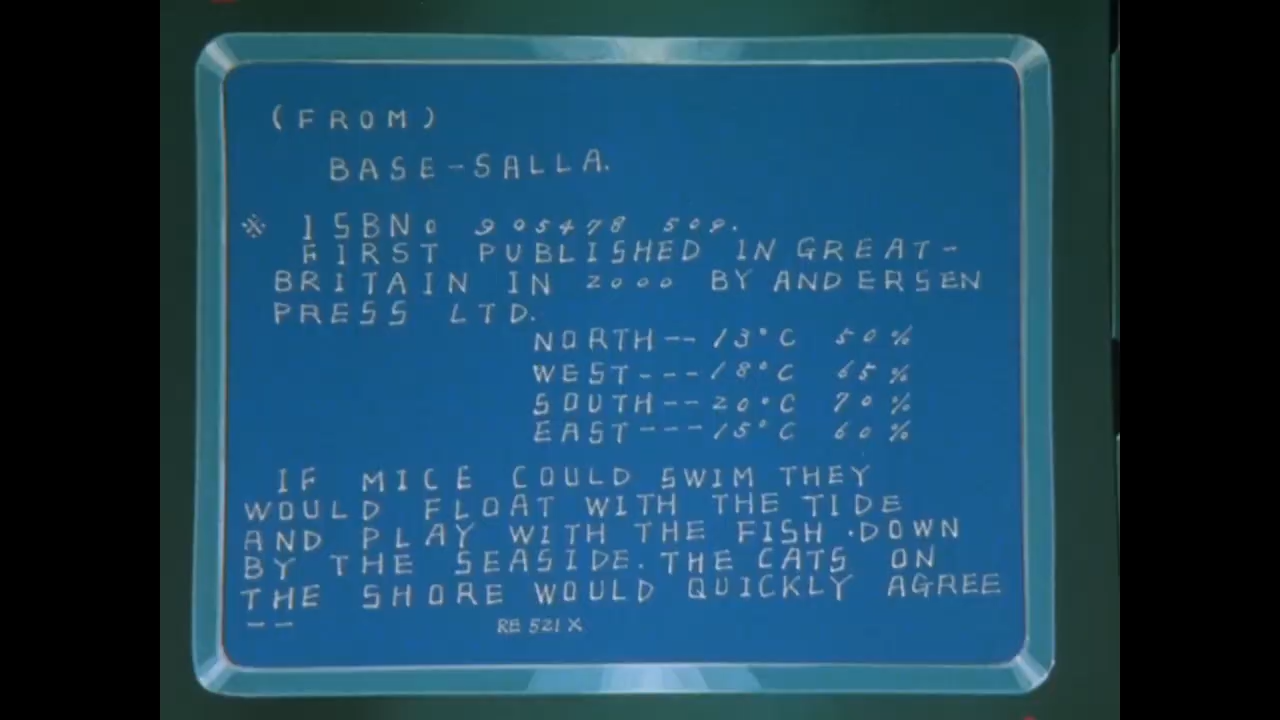 (FROM)
BASE-SALLA.
※ ISBNo 905478 509.
FIRST PUBLISHED IN GREAT-
BRITAIN IN 2000 BY ANDERSEN
PRESS LTD.
NORTH--13°C 50%
WEST---18°C 65%
SOUTH--20°C 70%
EAST---15°C 60%
IF MICE COULD SWIM THEY
WOULD FLOAT WITH THE TIDE
AND PLAY WITH THE FISH .DOWN
BY THE SEASIDE. THE CATS ON
THE SHORE WOULD QUICKLY AGREE
--
RE 521 X